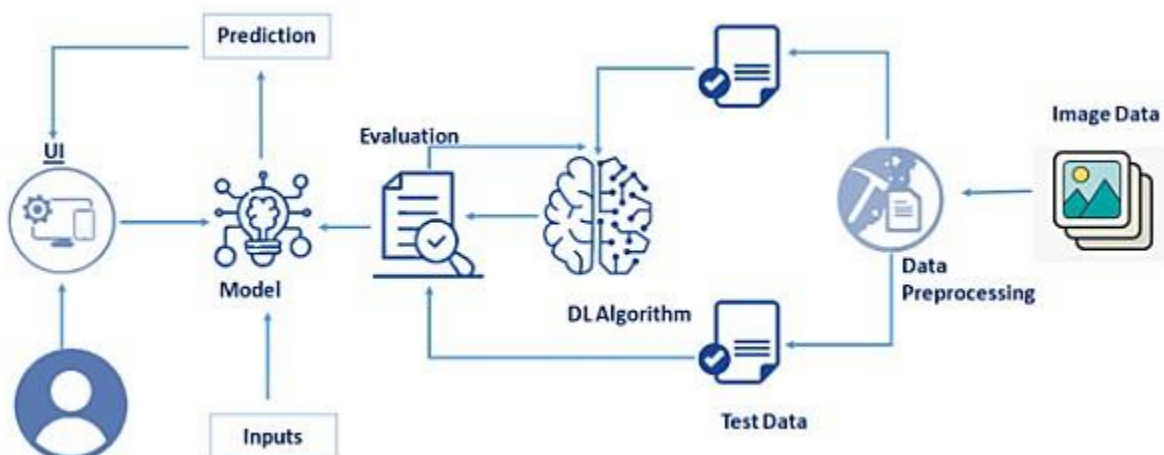 Prediction
Image Data
Evaluation
UI
Model
Data
Preprocessing
DL Algorithm
Test Data
Inputs